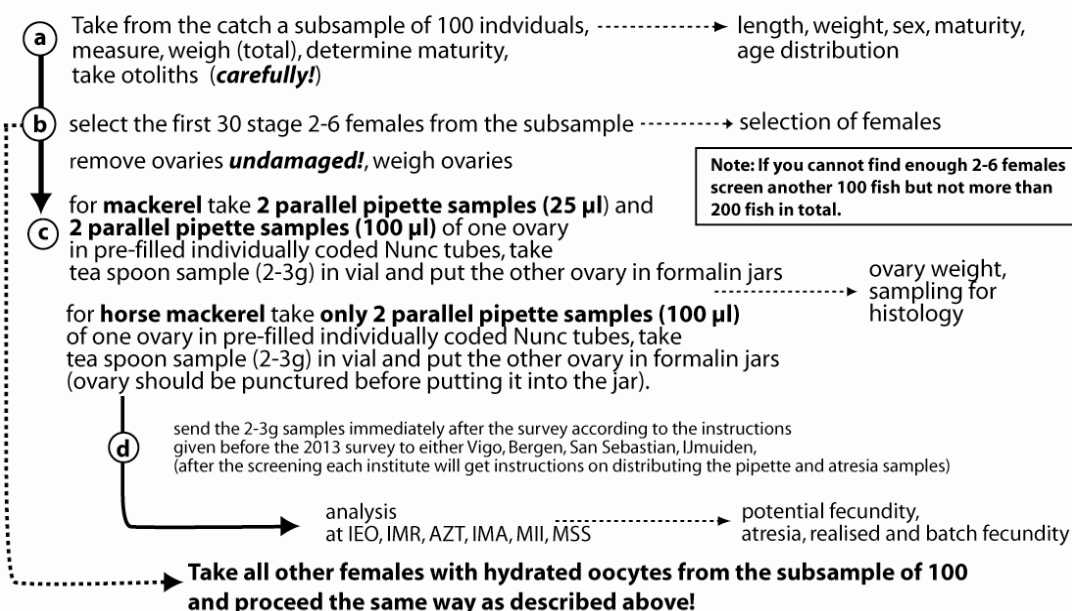 a
Take from the catch a subsample of 100 indviduals,
measure, weigh (total), determine maturity,
take otoliths (carefully!)
length, weight, sex, maturity,
age distribution
b
select the first 30 stage 2-6 females from the subsample
selection of females
remove ovaries undamaged!, weigh ovaries
Note: If you cannot find enough 2-6 females
screen another 100 fish but not more than
200 fish in total.
c
for mackerel take 2 parallel pipette samples (25 µl) and
2 parallel pipette samples (100 µl) of one ovary
in pre-filled individually coded Nunc tubes, take
tea spoon sample (2-3g) in vial and put the other ovary in formalin jars
ovary weight,
sampling for
histology
for horse mackerel take only 2 parallel pipette samples (100 µl)
of one ovary in pre-filled individually coded Nunc tubes, take
tea spoon sample (2-3g) in vial and put the other ovary in formalin jars
(ovary should be punctured before putting it into the jar).
d
send the 2-3g samples immediately after the survey according to the instructions
given before the 2013 survey to either Vigo, Bergen, San Sebastian, IJmuiden,
(after the screening each institute will get instructions on distributing the pipette and atresia samples)
analysis
at IEO, IMR, AZT, IMA, MII, MSS
potential fecundity,
atresia, realised and batch fecundity
Take all other females with hydrated oocytes from the subsample of 100
and proceed the same way as described above!